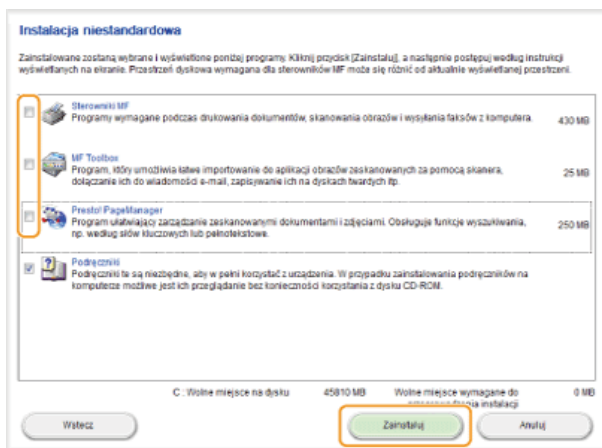 Instalacja niestandardowa
Zainstalowane zostaną wybrane i wyświetlone poniżej programy. Kliknij przycisk [Zainstaluj], a następnie postępuj według instrukcji
wyświetlanych na ekranie. Przestrzeń dyskowa wymagana dla sterowników MF może się różnić od aktualnie wyświetlanej przestrzeni.
Sterowniki MF
Programy wymagane podczas drukowania dokumentów, skanowania obrazów i wysyłania faksów z komputera.
430 MB
MF Toolbox
Program, który umożliwia łatwe importowanie do aplikacji obrazów zeskanowanych za pomocą skanera,
dołączanie ich do wiadomości e-mail, zapisywanie ich na dyskach twardych itp.
25 MB
Presto! PageManager
Program ułatwiający zarządzanie zeskanowanymi dokumentami i zdjęciami. Obsługuje funkcje wyszukiwania,
np. według słów kluczowych lub pełnotekstowe.
250 MB
Podręczniki
Podręczniki te są niezbędne, aby w pełni korzystać z urządzenia. W przypadku zainstalowania podręczników na
komputerze możliwe jest ich przeglądanie bez konieczności korzystania z dysku CD-ROM.
C : Wolne miejsce na dysku 45810 MB Wolne miejsce wymagane do 0 MB
instalacji
Wstecz Zainstaluj Anuluj